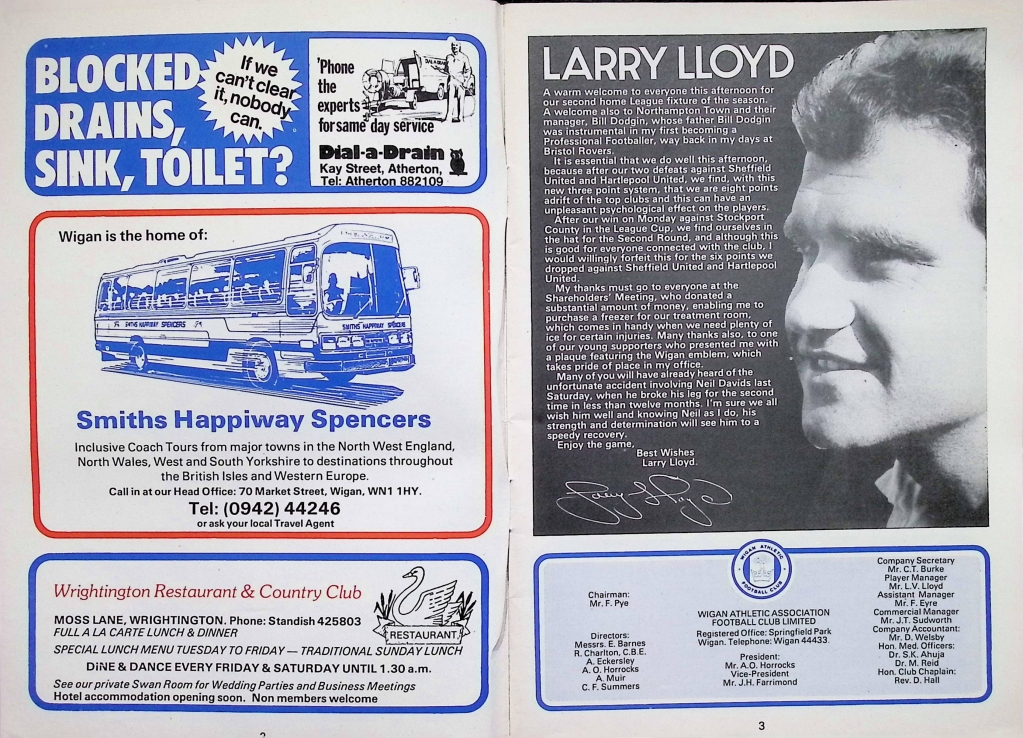 BLOCKED
DRAINS,
SINK, TOILET?
If we
can't clear
it, nobody
can.
'Phone
the
experts
for same day service
Dial-a-Drain
Kay Street, Atherton,
Tel: Atherton 882109
Wigan is the home of:
SMITHS HAPPIWAY SPENCERS
SMITHS HAPPIWAY SPENCERS
Smiths Happiway Spencers
Inclusive Coach Tours from major towns in the North West England,
North Wales, West and South Yorkshire to destinations throughout
the British Isles and Western Europe.
Call in at our Head Office: 70 Market Street, Wigan, WN1 1HY.
Tel: (0942) 44246
or ask your local Travel Agent
Wrightington Restaurant & Country Club
MOSS LANE, WRIGHTINGTON. Phone: Standish 425803
FULL A LA CARTE LUNCH & DINNER
RESTAURANT
SPECIAL LUNCH MENU TUESDAY TO FRIDAY — TRADITIONAL SUNDAY LUNCH
DiNE & DANCE EVERY FRIDAY & SATURDAY UNTIL 1.30 a.m.
See our private Swan Room for Wedding Parties and Business Meetings
Hotel accommodation opening soon. Non members welcome
LARRY LLOYD
A warm welcome to everyone this afternoon for
our second home League fixture of the season.
A welcome also to Northampton Town and their
manager, Bill Dodgin, whose father Bill Dodgin
was instrumental in my first becoming a
Professional Footballer, way back in my days at
Bristol Rovers.
It is essential that we do well this afternoon,
because after our two defeats against Sheffield
United and Hartlepool United, we find, with this
new three point system, that we are eight points
adrift of the top clubs and this can have an
unpleasant psychological effect on the players.
After our win on Monday against Stockport
County in the League Cup, we find ourselves in
the hat for the Second Round, and although this
is good for everyone connected with the club, I
would willingly forfeit this for the six points we
dropped against Sheffield United and Hartlepool
United.
My thanks must go to everyone at the
Shareholders' Meeting, who donated a
substantial amount of money, enabling me to
purchase a freezer for our treatment room,
which comes in handy when we need plenty of
ice for certain injuries. Many thanks also, to one
of our young supporters who presented me with
a plaque featuring the Wigan emblem, which
takes pride of place in my office.
Many of you will have already heard of the
unfortunate accident involving Neil Davids last
Saturday, when he broke his leg for the second
time in less than twelve months. I'm sure we all
wish him well and knowing Neil as I do, his
strength and determination will see him to a
speedy recovery.
Enjoy the game,
Best Wishes
Larry Lloyd.
Larry Lloyd
Chairman:
Mr. F. Pye
Directors:
Messrs. E. Barnes
R. Charlton, C.B.E.
A. Eckersley
A. O. Horrocks
A. Muir
C. F. Summers
WIGAN ATHLETIC
FOOTBALL CLUB
WIGAN ATHLETIC ASSOCIATION
FOOTBALL CLUB LIMITED
Registered Office: Springfield Park
Wigan. Telephone: Wigan 44433.
President:
Mr. A.O. Horrocks
Vice-President
Mr. J.H. Farrimond
Company Secretary
Mr. C.T. Burke
Player Manager
Mr. L.V. Lloyd
Assistant Manager
Mr. F. Eyre
Commercial Manager
Mr. J.T. Sudworth
Company Accountant:
Mr. D. Welsby
Hon. Med. Officers:
Dr. S.K. Ahuja
Dr. M. Reid
Hon. Club Chaplain:
Rev. D. Hall
3